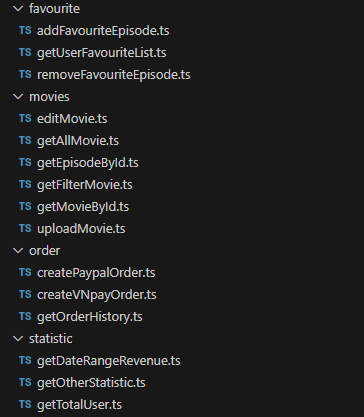 favourite
TS addFavouriteEpisode.ts
TS getUserFavouriteList.ts
TS removeFavouriteEpisode.ts
movies
TS editMovie.ts
TS getAllMovie.ts
TS getEpisodeById.ts
TS getFilterMovie.ts
TS getMovieById.ts
TS uploadMovie.ts
order
TS createPaypalOrder.ts
TS createVNpayOrder.ts
TS getOrderHistory.ts
statistic
TS getDateRangeRevenue.ts
TS getOtherStatistic.ts
TS getTotalUser.ts